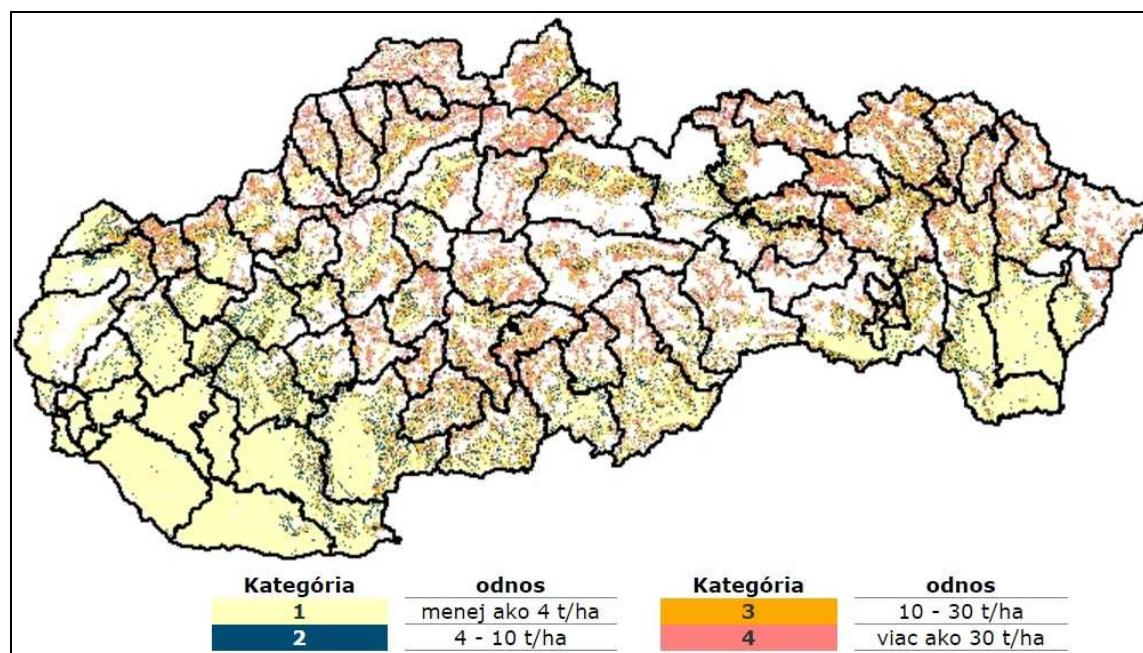 Kategória odnos Kategória odnos
1 menej ako 4 t/ha 3 10 - 30 t/ha
2 4 - 10 t/ha 4 viac ako 30 t/ha